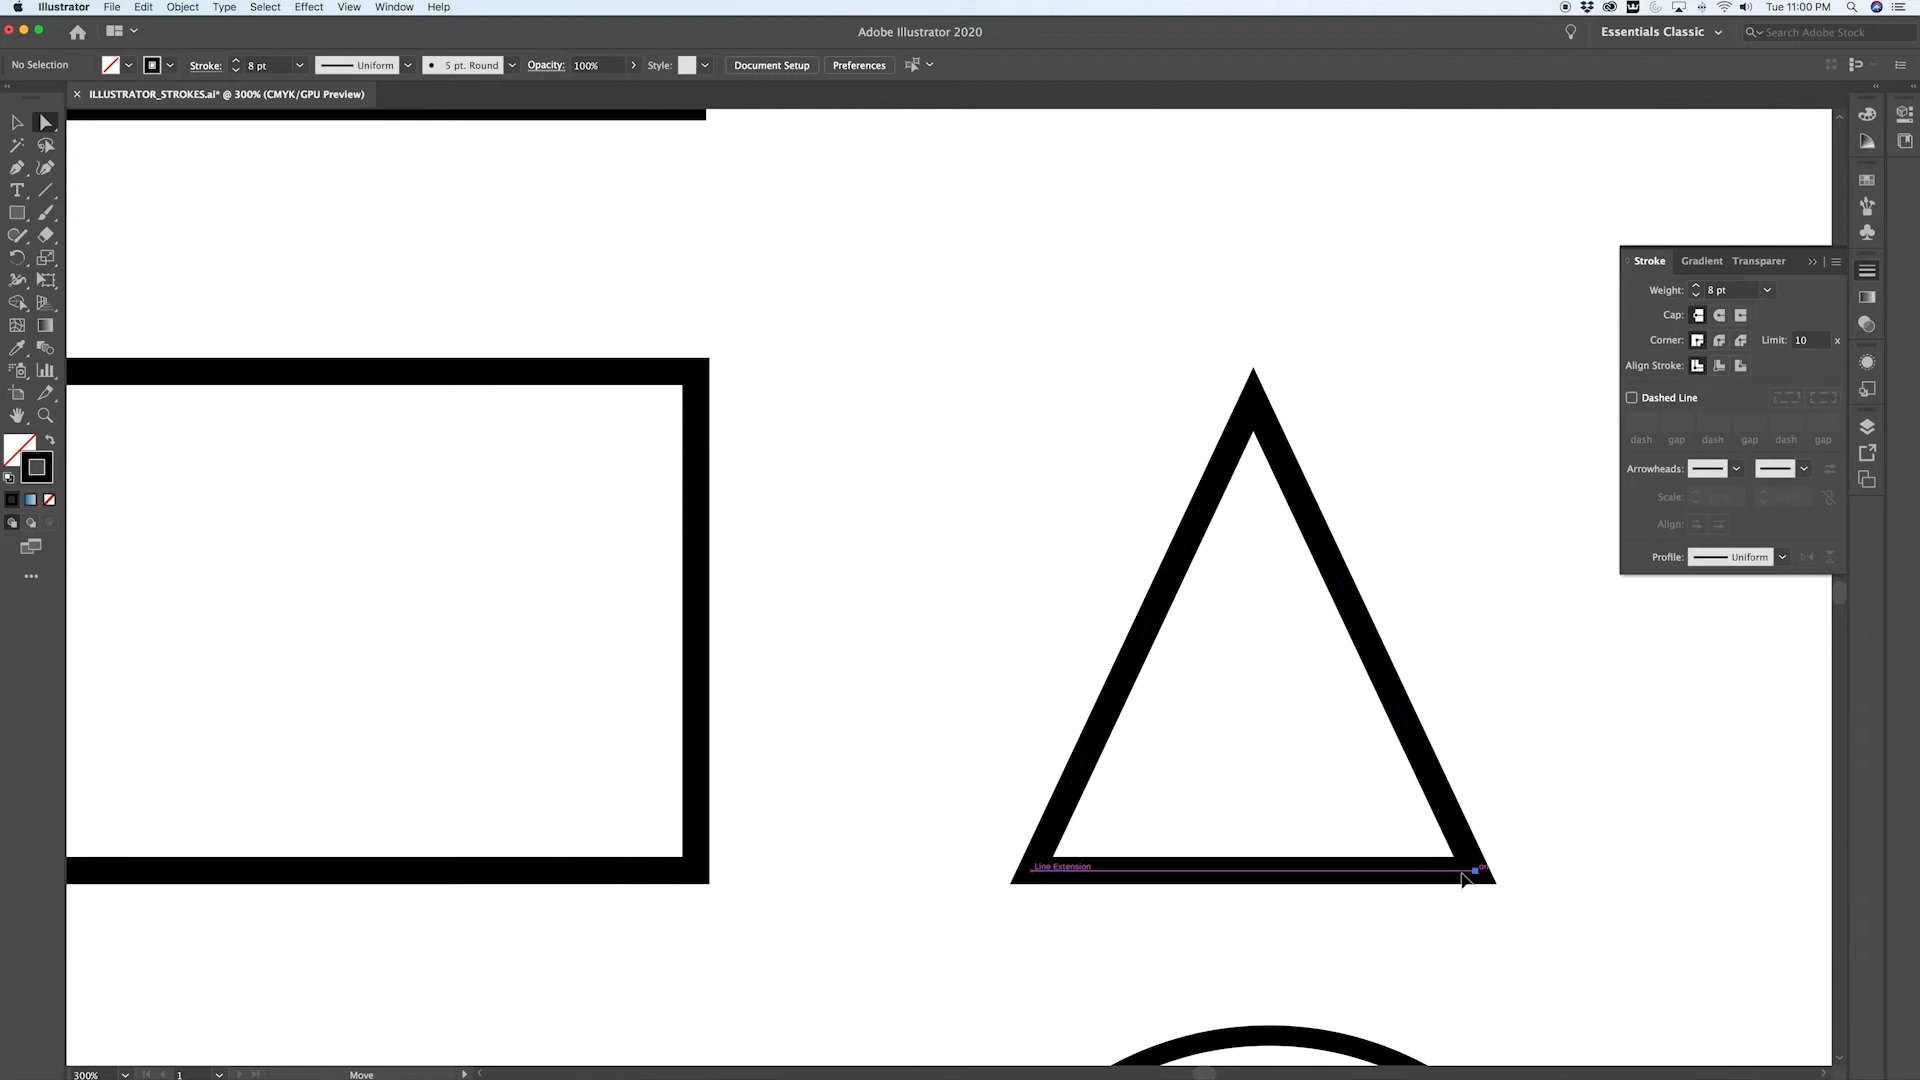 Illustrator File Edit Object Type Select Effect View Window Help Tue 11:00 PM
Adobe Illustrator 2020 Essentials Classic Search Adobe Stock
No Selection Stroke: 8 pt Uniform 5 pt. Round Opacity: 100% Style: Document Setup Preferences
ILLUSTRATOR_STROKES.ai* @ 300% (CMYK/GPU Preview)
Stroke Gradient Transparer
Weight: 8 pt
Cap:
Corner: Limit: 10 x
Align Stroke:
Dashed Line
dash gap dash gap dash gap
Arrowheads:
Scale:
Align:
Profile: Uniform
Line Extension
300% 1 Move